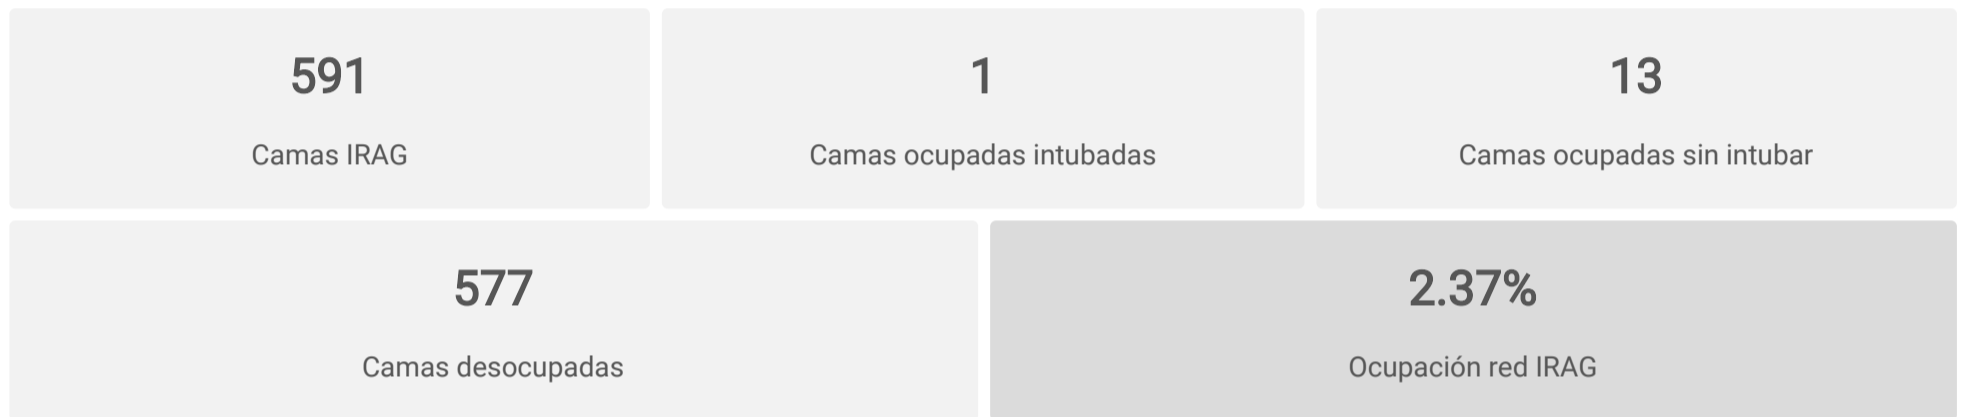 591
Camas IRAG
1
Camas ocupadas intubadas
13
Camas ocupadas sin intubar
577
Camas desocupadas
2.37%
Ocupación red IRAG